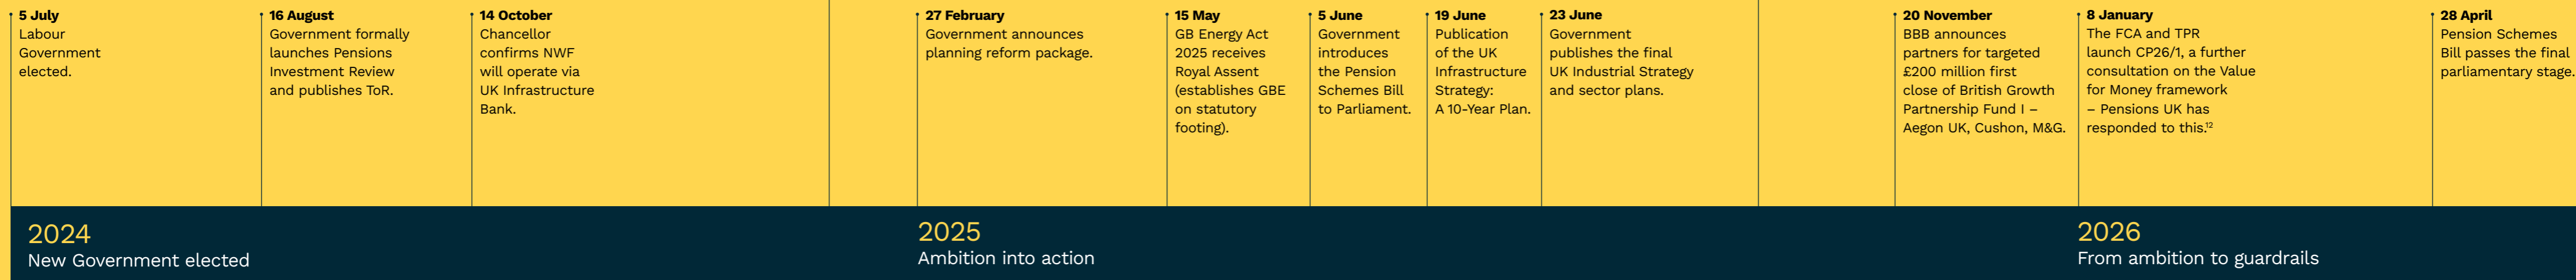 5 July
Labour
Government
elected.
16 August
Government formally
launches Pensions
Investment Review
and publishes ToR.
14 October
Chancellor
confirms NWF
will operate via
UK Infrastructure
Bank.
27 February
Government announces
planning reform package.
15 May
GB Energy Act
2025 receives
Royal Assent
(establishes GBE
on statutory
footing).
5 June
Government
introduces
the Pension
Schemes Bill
to Parliament.
19 June
Publication
of the UK
Infrastructure
Strategy:
A 10-Year Plan.
23 June
Government
publishes the final
UK Industrial Strategy
and sector plans.
20 November
BBB announces
partners for targeted
£200 million first
close of British Growth
Partnership Fund I –
Aegon UK, Cushon, M&G.
8 January
The FCA and TPR
launch CP26/1, a further
consultation on the Value
for Money framework
– Pensions UK has
responded to this.¹²
28 April
Pension Schemes
Bill passes the final
parliamentary stage.
2024
New Government elected
2025
Ambition into action
2026
From ambition to guardrails